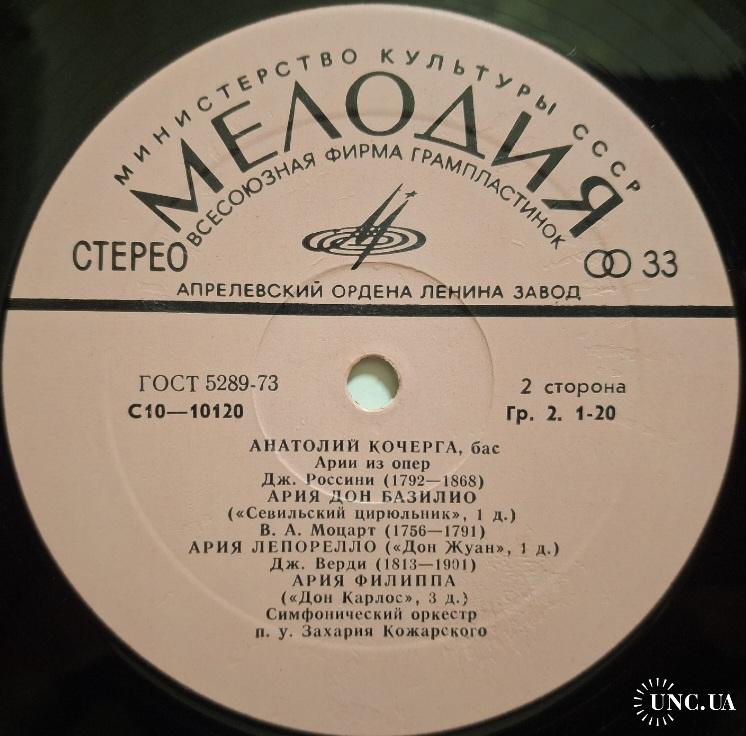 МИНИСТЕРСТВО КУЛЬТУРЫ СССР
МЕЛОДИЯ
ВСЕСОЮЗНАЯ ФИРМА ГРАМПЛАСТИНОК
СТЕРЕО
33
АПРЕЛЕВСКИЙ ОРДЕНА ЛЕНИНА ЗАВОД
ГОСТ 5289-73
2 сторона
С10—10120
Гр. 2. 1-20
АНАТОЛИЙ КОЧЕРГА, бас
Арии из опер
Дж. Россини (1792—1868)
АРИЯ ДОН БАЗИЛИО
(«Севильский цирюльник», 1 д.)
В. А. Моцарт (1756—1791)
АРИЯ ЛЕПОРЕЛЛО («Дон Жуан», 1 д.)
Дж. Верди (1813—1901)
АРИЯ ФИЛИППА
(«Дон Карлос», 3 д.)
Симфонический оркестр
п. у. Захария Кожарского
UNC.UA